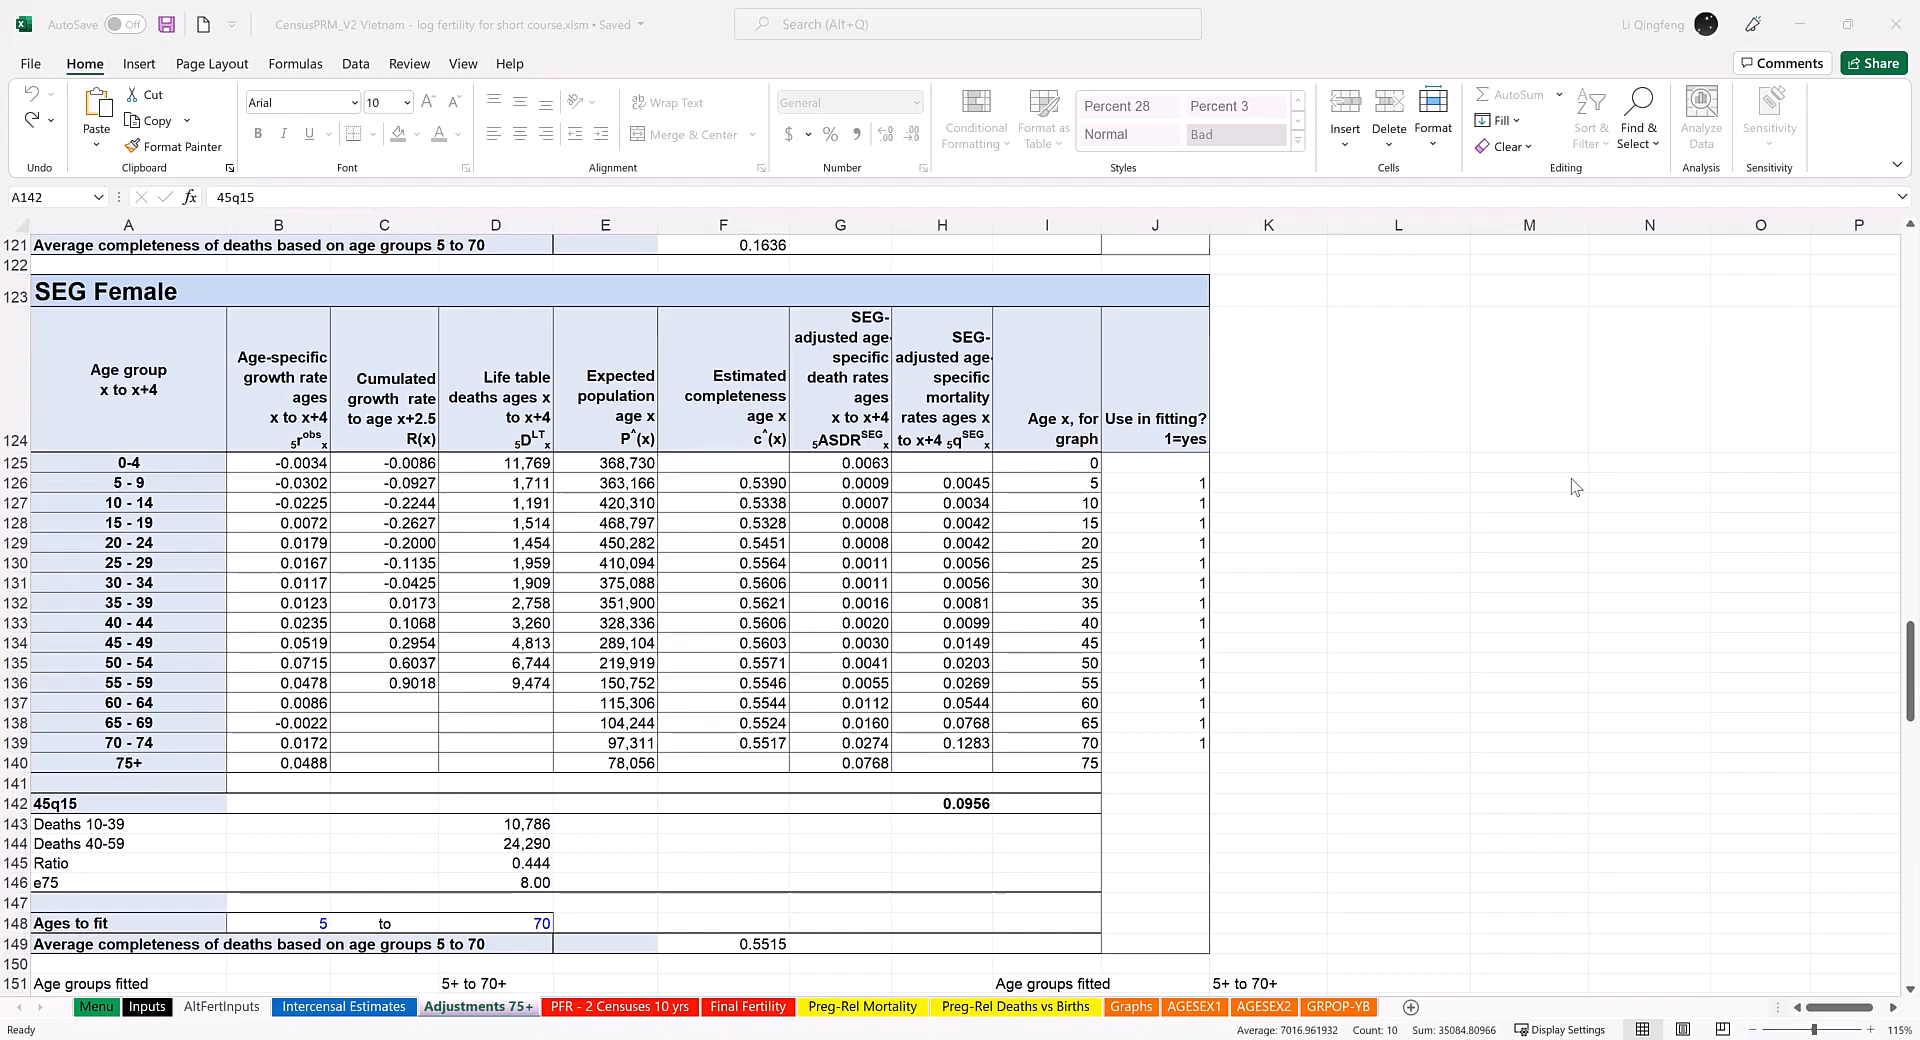 AutoSave Off CensusPRM_V2 Vietnam - log fertility for short course.xlsm • Saved Search (Alt+Q) Li Qingfeng
File Home Insert Page Layout Formulas Data Review View Help Comments Share
Cut
Copy
Format Painter
Paste
Arial 10
B I U
Wrap Text
Merge & Center
General
$ % 9
Conditional Formatting
Format as Table
Percent 28 Percent 3
Normal Bad
Insert Delete Format
AutoSum
Fill
Clear
Sort & Filter
Find & Select
Analyze Data
Sensitivity
Undo Clipboard Font Alignment Number Styles Cells Editing Analysis Sensitivity
A142 fx 45q15
A B C D E F G H I J K L M N O P
121 Average completeness of deaths based on age groups 5 to 70 0.1636
122
123 SEG Female
124 Age group x to x+4 Age-specific growth rate ages x to x+4 5robsx Cumulated growth rate to age x+2.5 R(x) Life table deaths ages x to x+4 5DLTx Expected population age x P^(x) Estimated completeness age x c^(x) SEG-adjusted age-specific death rates ages x to x+4 5ASDRSEGx SEG-adjusted age-specific mortality rates ages x to x+4 5qSEGx Age x, for graph Use in fitting? 1=yes
125 0-4 -0.0034 -0.0086 11,769 368,730 0.0063 0
126 5 - 9 -0.0302 -0.0927 1,711 363,166 0.5390 0.0009 0.0045 5 1
127 10 - 14 -0.0225 -0.2244 1,191 420,310 0.5338 0.0007 0.0034 10 1
128 15 - 19 0.0072 -0.2627 1,514 468,797 0.5328 0.0008 0.0042 15 1
129 20 - 24 0.0179 -0.2000 1,454 450,282 0.5451 0.0008 0.0042 20 1
130 25 - 29 0.0167 -0.1135 1,959 410,094 0.5564 0.0011 0.0056 25 1
131 30 - 34 0.0117 -0.0425 1,909 375,088 0.5606 0.0011 0.0056 30 1
132 35 - 39 0.0123 0.0173 2,758 351,900 0.5621 0.0016 0.0081 35 1
133 40 - 44 0.0235 0.1068 3,260 328,336 0.5606 0.0020 0.0099 40 1
134 45 - 49 0.0519 0.2954 4,813 289,104 0.5603 0.0030 0.0149 45 1
135 50 - 54 0.0715 0.6037 6,744 219,919 0.5571 0.0041 0.0203 50 1
136 55 - 59 0.0478 0.9018 9,474 150,752 0.5546 0.0055 0.0269 55 1
137 60 - 64 0.0086 115,306 0.5544 0.0112 0.0544 60 1
138 65 - 69 -0.0022 104,244 0.5524 0.0160 0.0768 65 1
139 70 - 74 0.0172 97,311 0.5517 0.0274 0.1283 70 1
140 75+ 0.0488 78,056 0.0768 75
141
142 45q15 0.0956
143 Deaths 10-39 10,786
144 Deaths 40-59 24,290
145 Ratio 0.444
146 e75 8.00
147
148 Ages to fit 5 to 70
149 Average completeness of deaths based on age groups 5 to 70 0.5515
150
151 Age groups fitted 5+ to 70+ Age groups fitted 5+ to 70+
Menu Inputs AltFertInputs Intercensal Estimates Adjustments 75+ PFR - 2 Censuses 10 yrs Final Fertility Preg-Rel Mortality Preg-Rel Deaths vs Births Graphs AGESEX1 AGESEX2 GRPOP-YB
Ready Average: 7016.961932 Count: 10 Sum: 35084.80966 Display Settings 115%